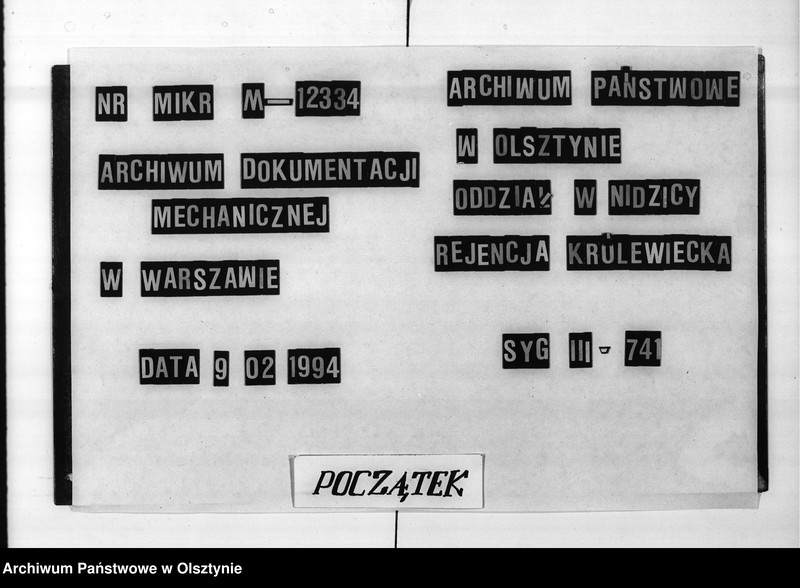 NR MIKR M—12334
ARCHIWUM DOKUMENTACJI
MECHANICZNEJ
W WARSZAWIE
DATA 9 02 1994
ARCHIWUM PAŃSTWOWE
W OLSZTYNIE
ODDZIAŁ W NIDZICY
REJENCJA KRÓLEWIECKA
SYG III - 741
POCZĄTEK
Archiwum Państwowe w Olsztynie